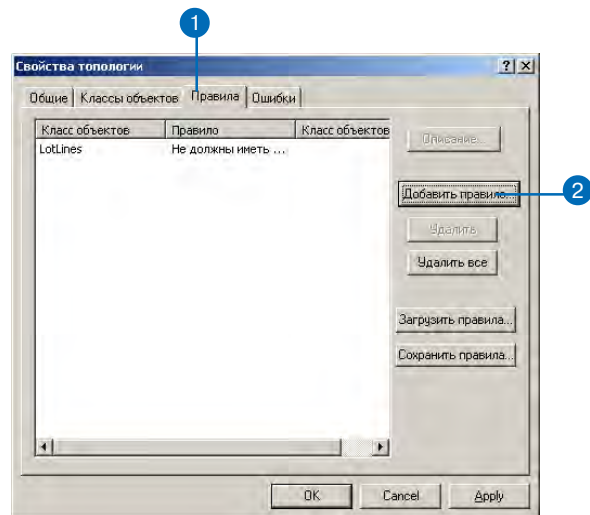 1
Свойства топологии
Общие Классы объектов Правила Ошибки
Класс объектов Правило Класс объектов
LotLines Не должны иметь ...
Описание...
Добавить правило...
2
Удалить
Удалить все
Загрузить правила...
Сохранить правила...
OK Cancel Apply